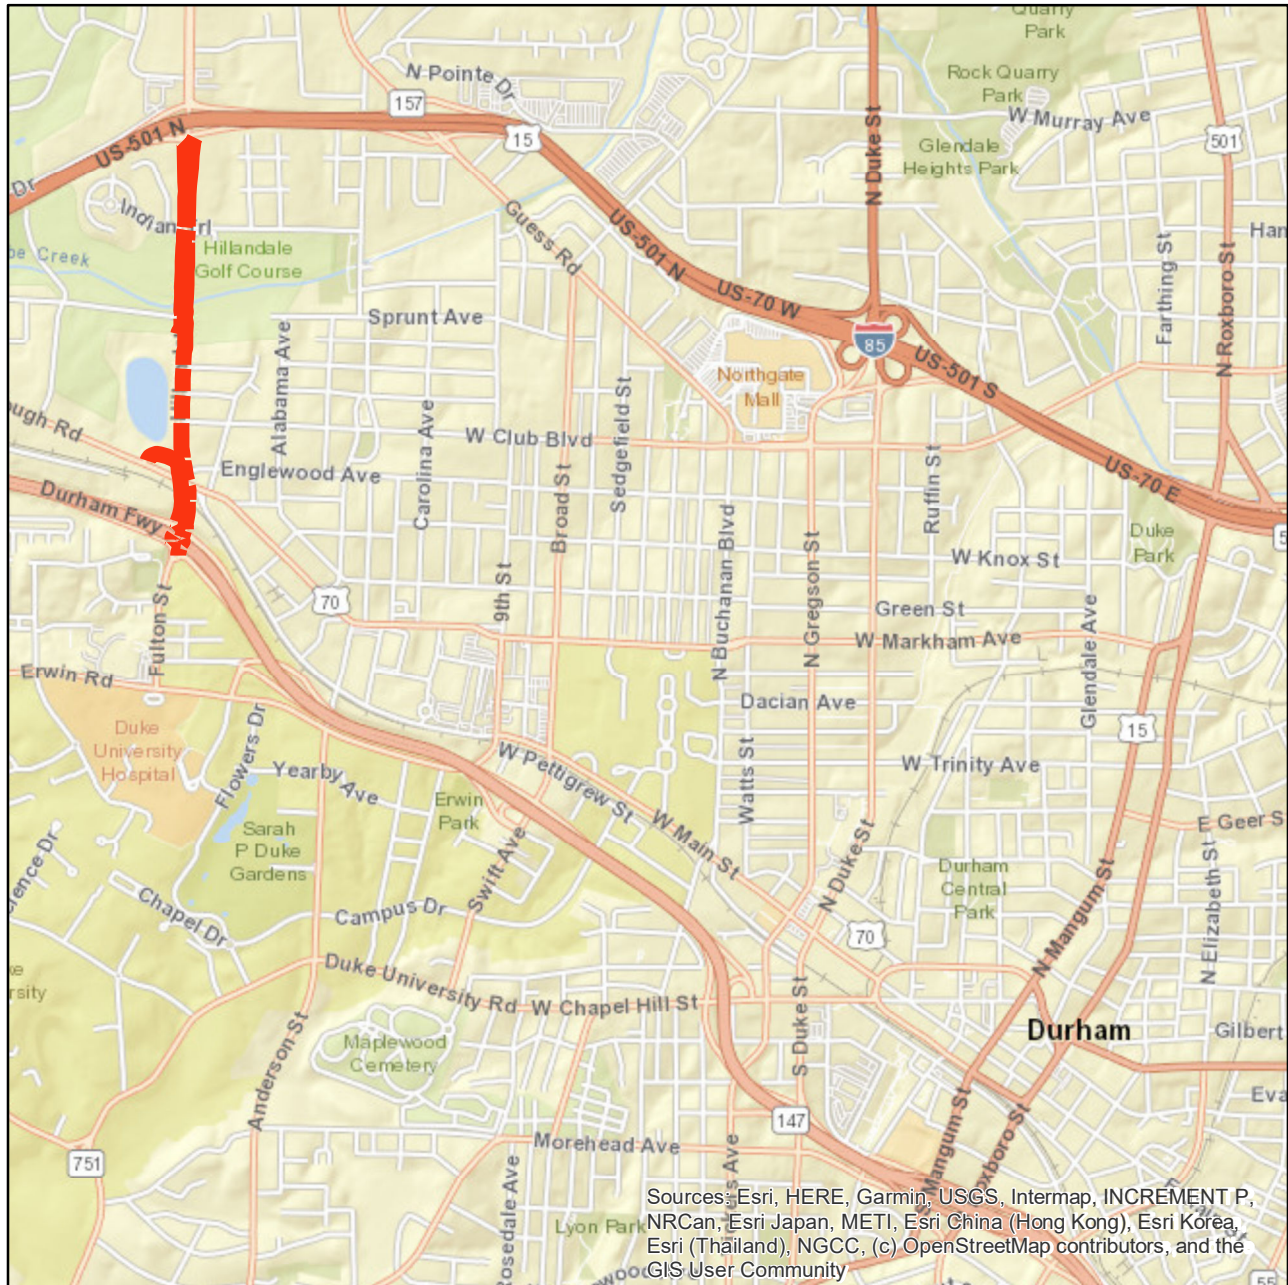 Quarry
Park
Rock Quarry
Park
N Pointe Dr
157
W Murray Ave
US-501 N
15
N Duke St
501
Glendale
Heights Park
Dr
Indian Trl
Guess Rd
US-501 N
Farthing St
N Roxboro St
Han
be Creek
Hillandale
Golf Course
US-70 W
Sprunt Ave
85
US-501 S
Alabama Ave
Northgate
Mall
Sedgefield St
Carolina Ave
ough Rd
W Club Blvd
Broad St
Englewood Ave
Ruffin St
US-70 E
Durham Fwy
N Buchanan Blvd
N Gregson St
Duke
Park
5
W Knox St
9th St
70
Fulton St
Green St
Glendale Ave
W Markham Ave
Erwin Rd
Dacian Ave
Duke
University
Hospital
Flowers Dr
15
W Pettigrew St
Watts St
W Trinity Ave
Yearby Ave
Erwin
Park
Sarah
P Duke
Gardens
W Main St
E Geer S
Swift Ave
N Duke St
Durham
Central
Park
N Mangum St
N Elizabeth St
Chapel Dr
Campus Dr
70
ke
rsity
Duke University Rd
W Chapel Hill St
S Duke St
Durham
Gilbert
Maplewood
Cemetery
Anderson St
Eva
147
Morehead Ave
751
S Mangum St
oxboro St
Rosedale Ave
Lyon Park
Sources: Esri, HERE, Garmin, USGS, Intermap, INCREMENT P,
NRCan, Esri Japan, METI, Esri China (Hong Kong), Esri Korea,
Esri (Thailand), NGCC, (c) OpenStreetMap contributors, and the
GIS User Community
55